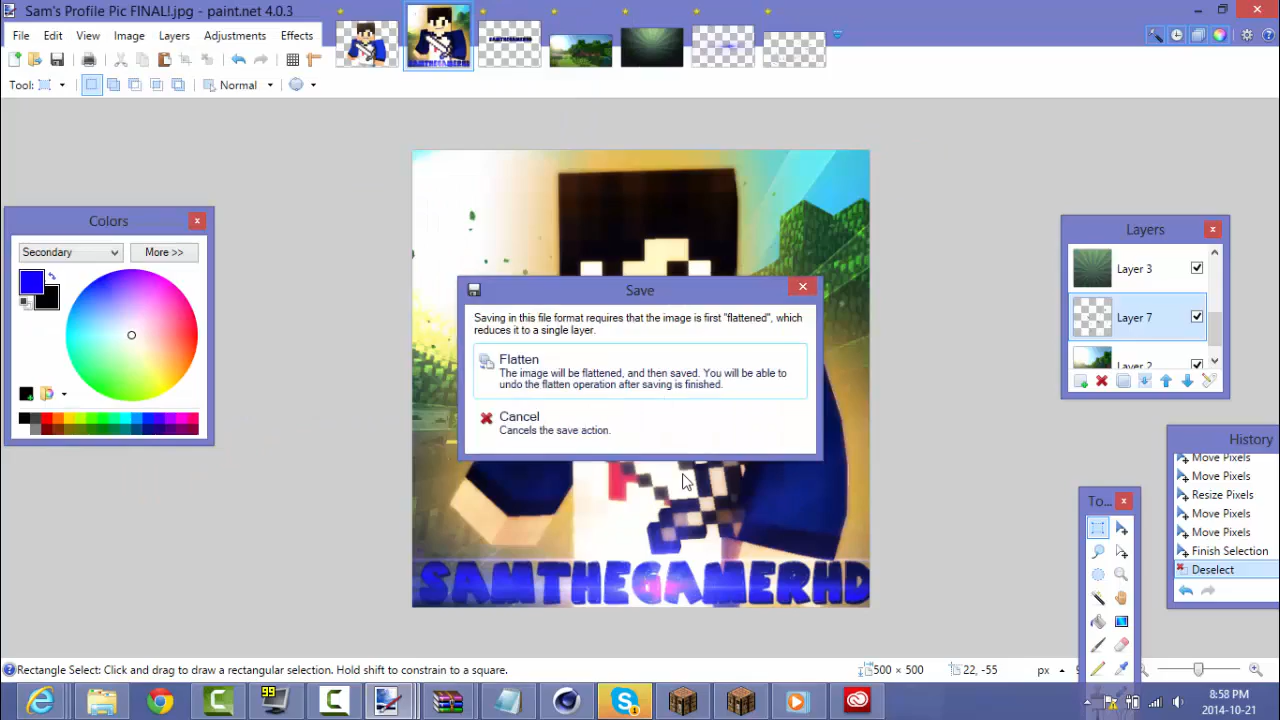 Sam's Profile Pic FINAL!.jpg - paint.net 4.0.3
File Edit View Image Layers Adjustments Effects
Tool: Normal
Colors
Secondary More >>
Layers
Layer 3
Layer 7
Layer 2
Save
Saving in this file format requires that the image is first "flattened", which
reduces it to a single layer.
Flatten
The image will be flattened, and then saved. You will be able to
undo the flatten operation after saving is finished.
Cancel
Cancels the save action.
History
Move Pixels
Move Pixels
Resize Pixels
Move Pixels
Move Pixels
Finish Selection
Deselect
To...
SAMTHEGAMERHD
Rectangle Select: Click and drag to draw a rectangular selection. Hold shift to constrain to a square.
500 × 500
22, -55
px
99
1
8:58 PM
2014-10-21